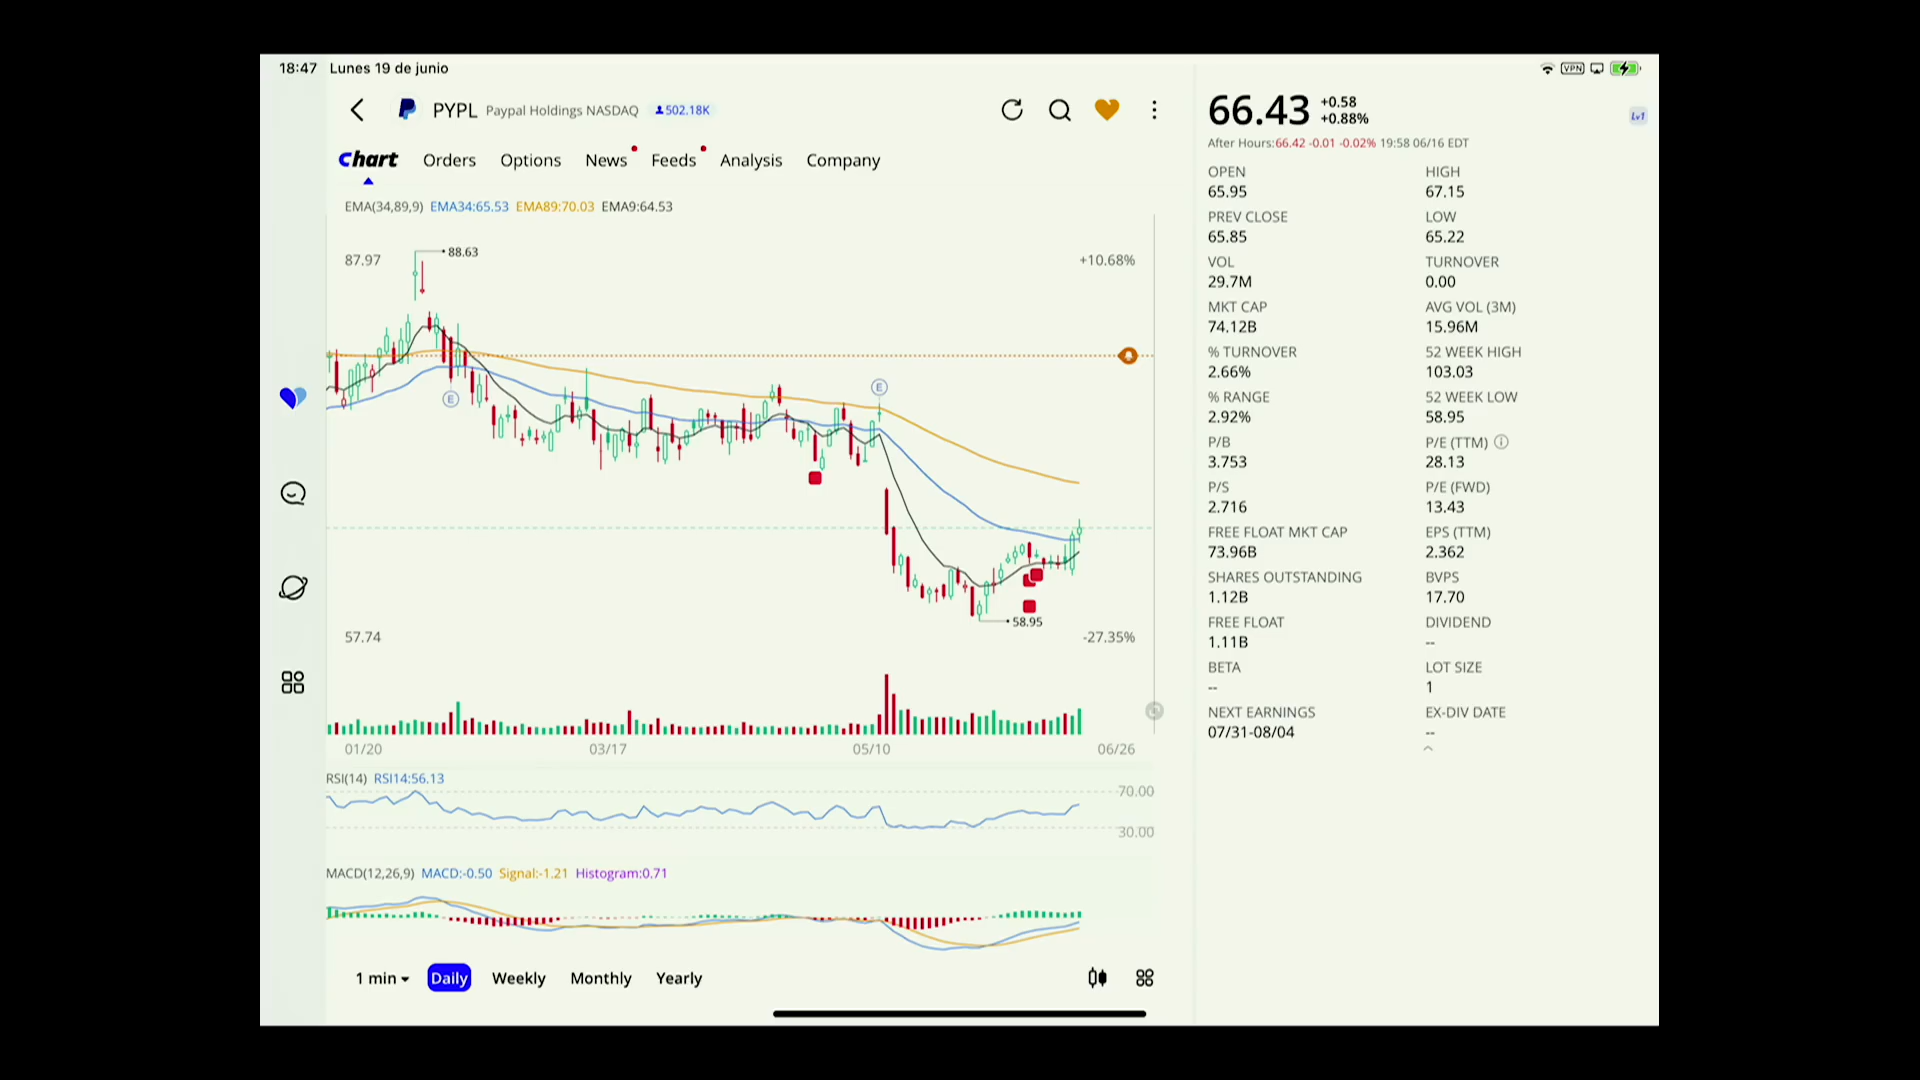 18:47 Lunes 19 de junio
VPN
PYPL Paypal Holdings NASDAQ 502.18K
Chart Orders Options News Feeds Analysis Company
EMA(34,89,9) EMA34:65.53 EMA89:70.03 EMA9:64.53
88.63
87.97 +10.68%
E
E
58.95
57.74 -27.35%
01/20 03/17 05/10 06/26
RSI(14) RSI14:56.13
70.00
30.00
MACD(12,26,9) MACD:-0.50 Signal:-1.21 Histogram:0.71
1 min Daily Weekly Monthly Yearly
66.43 +0.58
+0.88%
Lv1
After Hours:66.42 -0.01 -0.02% 19:58 06/16 EDT
OPEN HIGH
65.95 67.15
PREV CLOSE LOW
65.85 65.22
VOL TURNOVER
29.7M 0.00
MKT CAP AVG VOL (3M)
74.12B 15.96M
% TURNOVER 52 WEEK HIGH
2.66% 103.03
% RANGE 52 WEEK LOW
2.92% 58.95
P/B P/E (TTM)
3.753 28.13
P/S P/E (FWD)
2.716 13.43
FREE FLOAT MKT CAP EPS (TTM)
73.96B 2.362
SHARES OUTSTANDING BVPS
1.12B 17.70
FREE FLOAT DIVIDEND
1.11B --
BETA LOT SIZE
-- 1
NEXT EARNINGS EX-DIV DATE
07/31-08/04 --